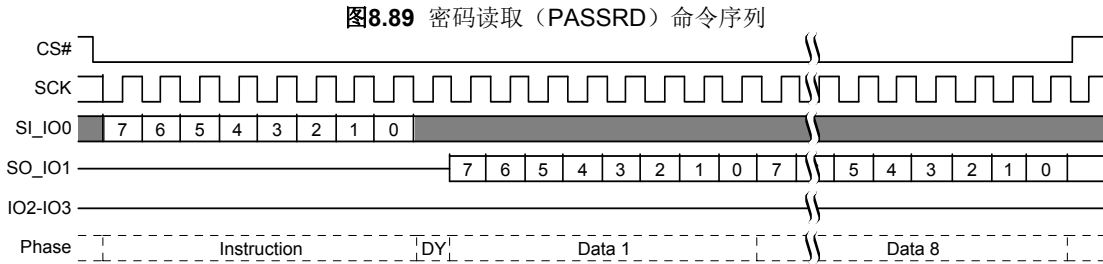 图8.89 密码读取（PASSRD）命令序列
CS#
SCK
SI_IO0 7 6 5 4 3 2 1 0
SO_IO1 7 6 5 4 3 2 1 0 7 5 4 3 2 1 0
IO2-IO3
Phase Instruction DY Data 1 Data 8